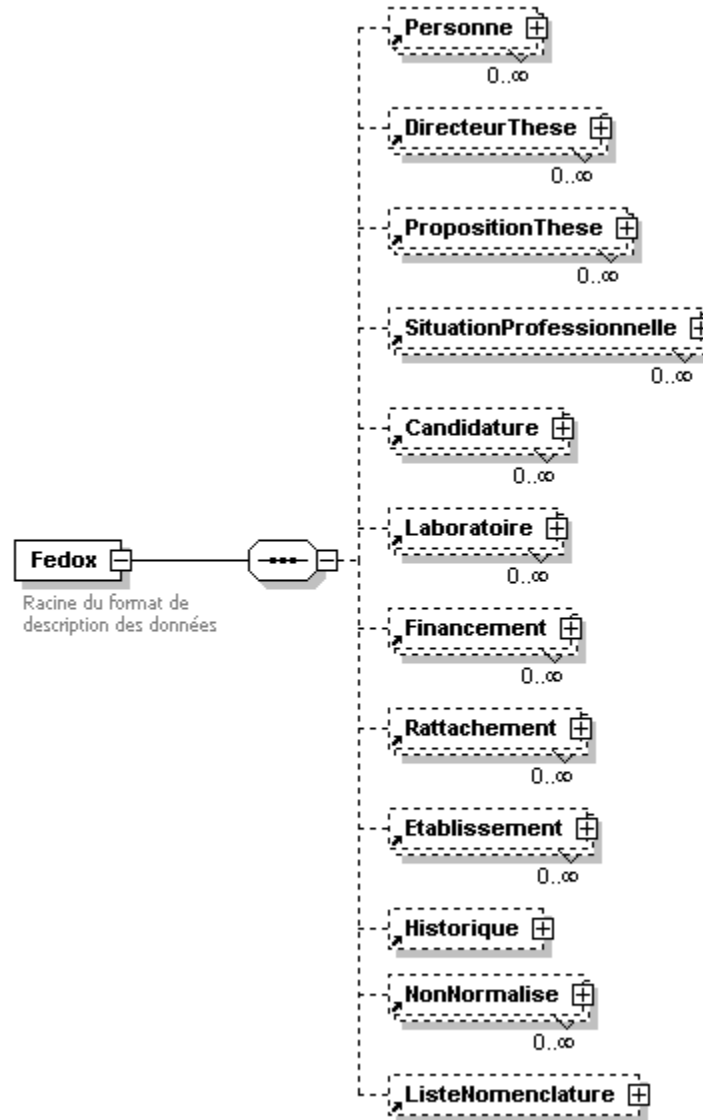 Personne
0..∞
DirecteurThese
0..∞
PropositionThese
0..∞
SituationProfessionnelle
0..∞
Candidature
0..∞
Laboratoire
0..∞
Fedox
Racine du format de
description des données
Financement
0..∞
Rattachement
0..∞
Etablissement
0..∞
Historique
NonNormalise
0..∞
ListeNomenclature